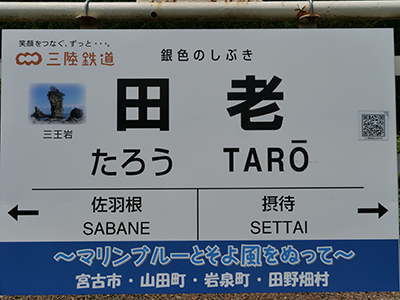 笑顔をつなぐ、ずっと・・・。
三陸鉄道
銀色のしぶき
田老
三王岩
たろう TARŌ
佐羽根 摂待
SABANE SETTAI
～マリンブルーとそよ風をぬって～
宮古市・山田町・岩泉町・田野畑村